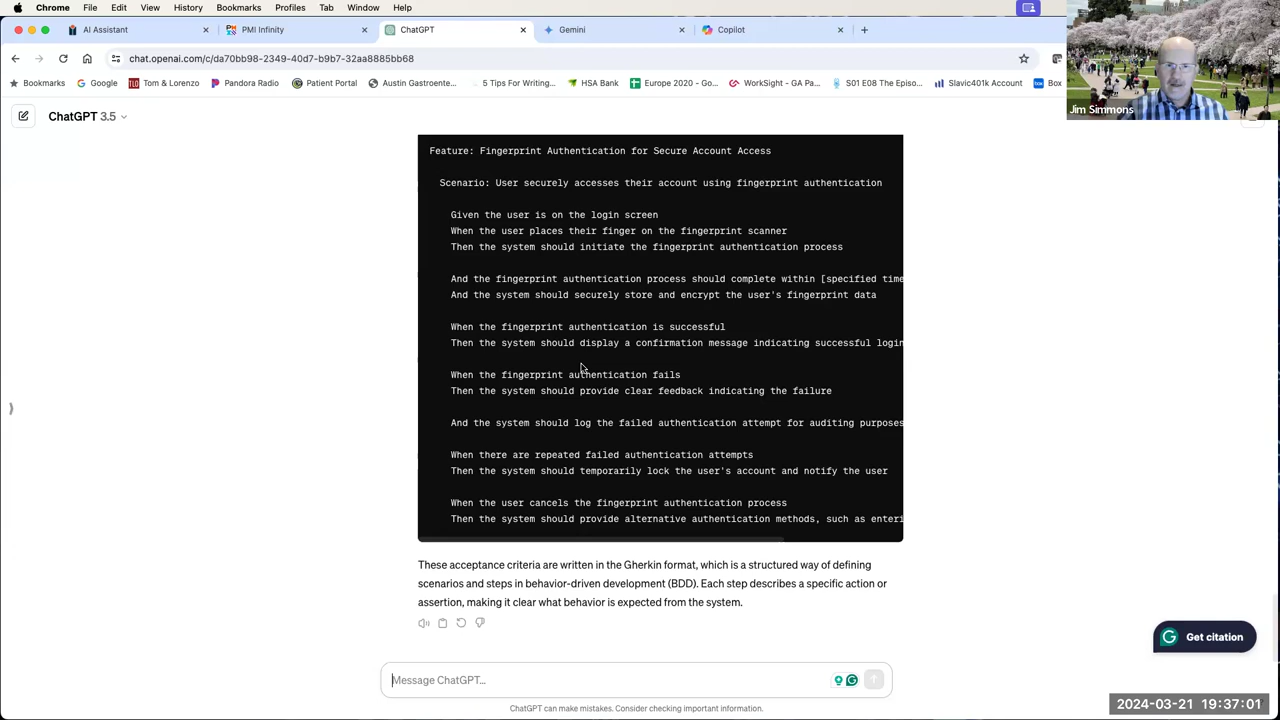 Chrome File Edit View History Bookmarks Profiles Tab Window Help
AI Assistant PMI Infinity ChatGPT Gemini Copilot
chat.openai.com/c/da70bb98-2349-40d7-b9b7-32aa8885bb68
Bookmarks Google Tom & Lorenzo Pandora Radio Patient Portal Austin Gastroente... 5 Tips For Writing... HSA Bank Europe 2020 - Go... WorkSight - GA Pa... S01 E08 The Episo... Slavic401k Account Box
Jim Simmons
ChatGPT 3.5
Feature: Fingerprint Authentication for Secure Account Access
Scenario: User securely accesses their account using fingerprint authentication
Given the user is on the login screen
When the user places their finger on the fingerprint scanner
Then the system should initiate the fingerprint authentication process
And the fingerprint authentication process should complete within [specified time
And the system should securely store and encrypt the user's fingerprint data
When the fingerprint authentication is successful
Then the system should display a confirmation message indicating successful login
When the fingerprint authentication fails
Then the system should provide clear feedback indicating the failure
And the system should log the failed authentication attempt for auditing purposes
When there are repeated failed authentication attempts
Then the system should temporarily lock the user's account and notify the user
When the user cancels the fingerprint authentication process
Then the system should provide alternative authentication methods, such as enteri
These acceptance criteria are written in the Gherkin format, which is a structured way of defining
scenarios and steps in behavior-driven development (BDD). Each step describes a specific action or
assertion, making it clear what behavior is expected from the system.
Get citation
Message ChatGPT...
ChatGPT can make mistakes. Consider checking important information.
2024-03-21 19:37:01